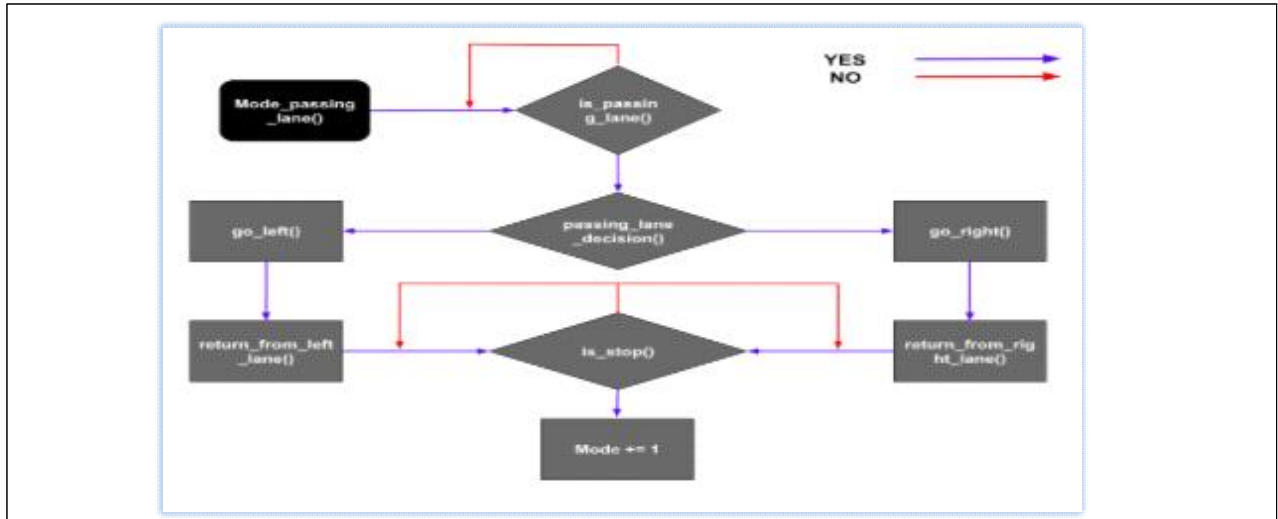 YES
NO
Mode_passing
_lane()
is_passin
g_lane()
passing_lane
_decision()
go_left()
go_right()
return_from_left
_lane()
is_stop()
return_from_rig
ht_lane()
Mode += 1